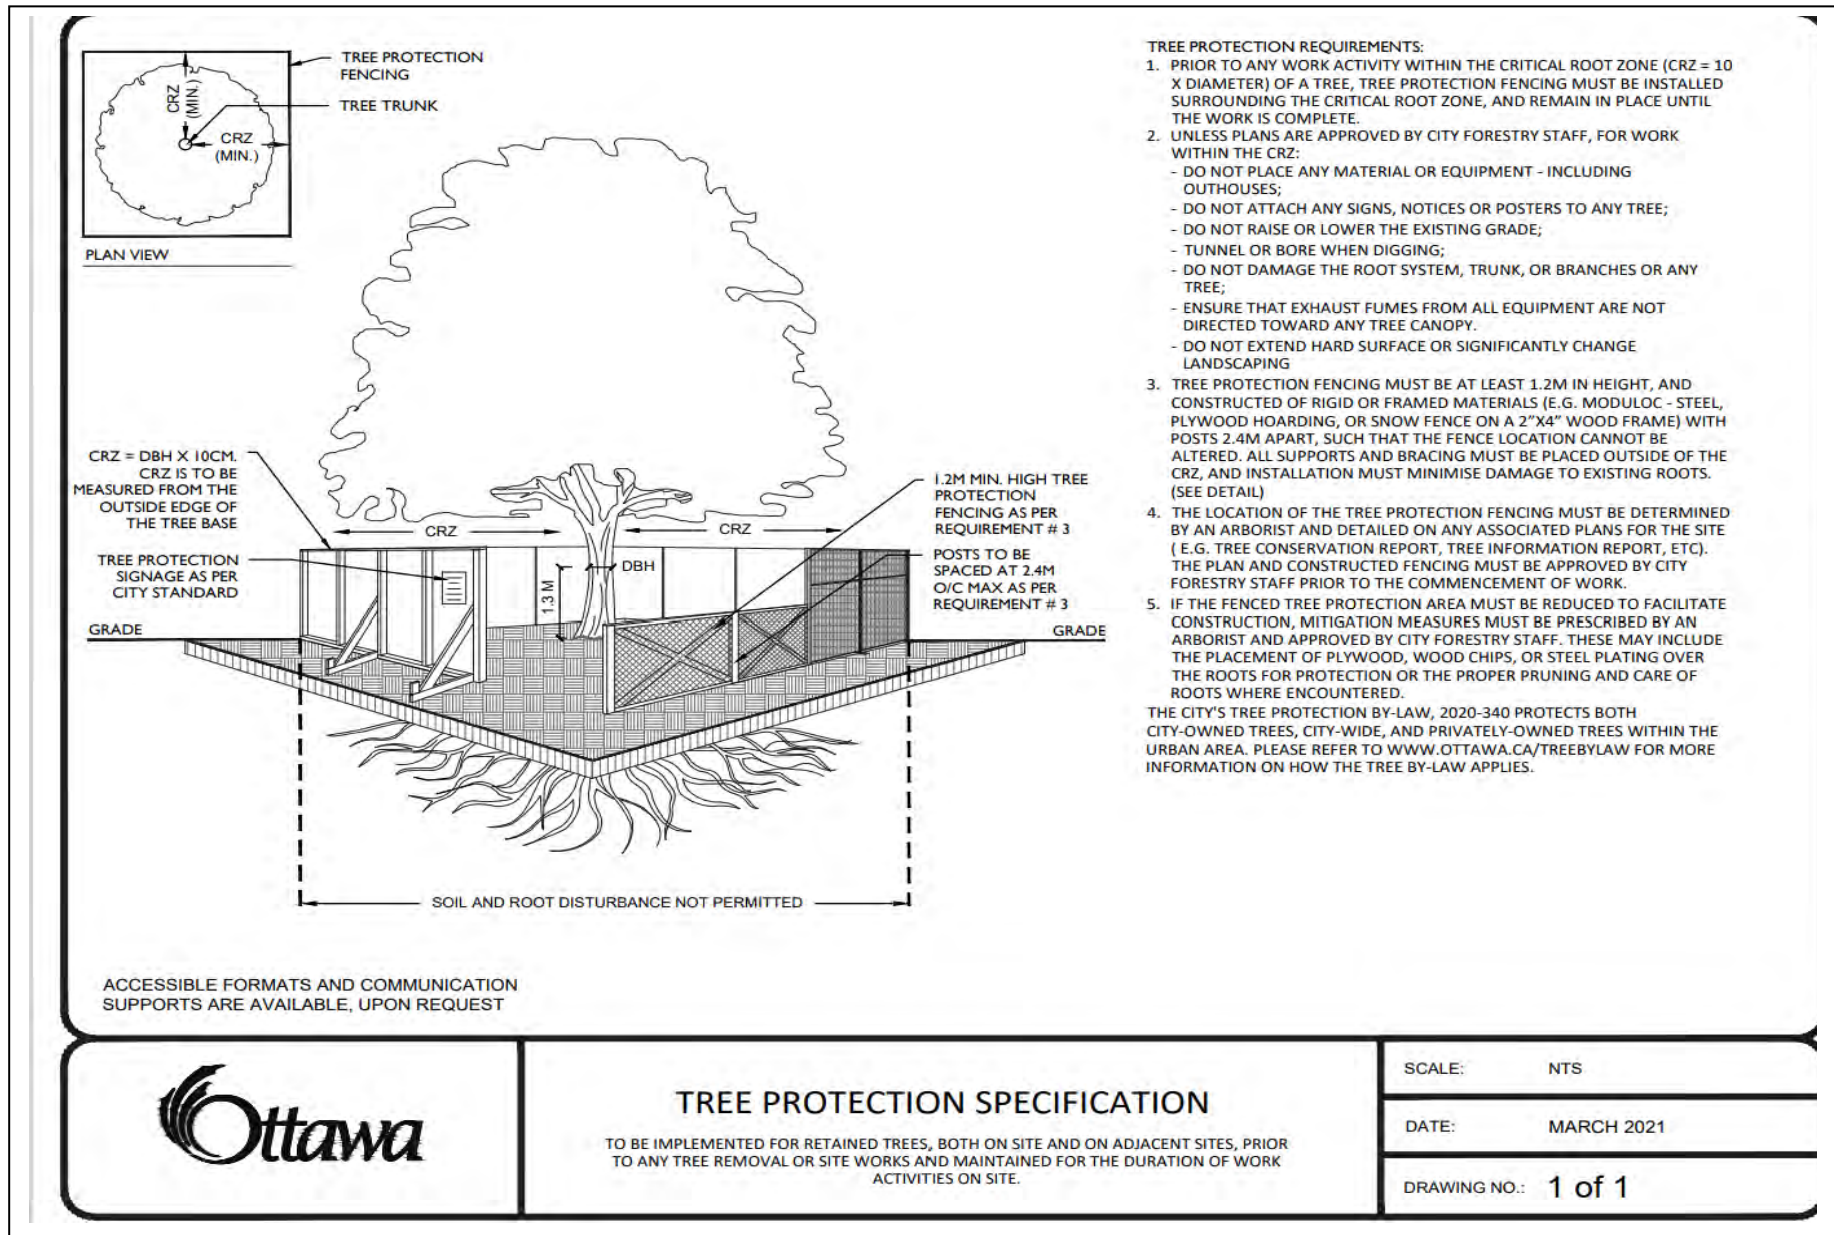 TREE PROTECTION
FENCING
TREE TRUNK
CRZ
(MIN.)
CRZ
(MIN.)
PLAN VIEW
CRZ = DBH X 10CM.
CRZ IS TO BE
MEASURED FROM THE
OUTSIDE EDGE OF
THE TREE BASE
TREE PROTECTION
SIGNAGE AS PER
CITY STANDARD
GRADE
CRZ
CRZ
DBH
1.3 M
1.2M MIN. HIGH TREE
PROTECTION
FENCING AS PER
REQUIREMENT # 3
POSTS TO BE
SPACED AT 2.4M
O/C MAX AS PER
REQUIREMENT # 3
GRADE
SOIL AND ROOT DISTURBANCE NOT PERMITTED
ACCESSIBLE FORMATS AND COMMUNICATION
SUPPORTS ARE AVAILABLE, UPON REQUEST
TREE PROTECTION REQUIREMENTS:
1. PRIOR TO ANY WORK ACTIVITY WITHIN THE CRITICAL ROOT ZONE (CRZ = 10
X DIAMETER) OF A TREE, TREE PROTECTION FENCING MUST BE INSTALLED
SURROUNDING THE CRITICAL ROOT ZONE, AND REMAIN IN PLACE UNTIL
THE WORK IS COMPLETE.
2. UNLESS PLANS ARE APPROVED BY CITY FORESTRY STAFF, FOR WORK
WITHIN THE CRZ:
- DO NOT PLACE ANY MATERIAL OR EQUIPMENT - INCLUDING
OUTHOUSES;
- DO NOT ATTACH ANY SIGNS, NOTICES OR POSTERS TO ANY TREE;
- DO NOT RAISE OR LOWER THE EXISTING GRADE;
- TUNNEL OR BORE WHEN DIGGING;
- DO NOT DAMAGE THE ROOT SYSTEM, TRUNK, OR BRANCHES OR ANY
TREE;
- ENSURE THAT EXHAUST FUMES FROM ALL EQUIPMENT ARE NOT
DIRECTED TOWARD ANY TREE CANOPY.
- DO NOT EXTEND HARD SURFACE OR SIGNIFICANTLY CHANGE
LANDSCAPING
3. TREE PROTECTION FENCING MUST BE AT LEAST 1.2M IN HEIGHT, AND
CONSTRUCTED OF RIGID OR FRAMED MATERIALS (E.G. MODULOC - STEEL,
PLYWOOD HOARDING, OR SNOW FENCE ON A 2”X4” WOOD FRAME) WITH
POSTS 2.4M APART, SUCH THAT THE FENCE LOCATION CANNOT BE
ALTERED. ALL SUPPORTS AND BRACING MUST BE PLACED OUTSIDE OF THE
CRZ, AND INSTALLATION MUST MINIMISE DAMAGE TO EXISTING ROOTS.
(SEE DETAIL)
4. THE LOCATION OF THE TREE PROTECTION FENCING MUST BE DETERMINED
BY AN ARBORIST AND DETAILED ON ANY ASSOCIATED PLANS FOR THE SITE
( E.G. TREE CONSERVATION REPORT, TREE INFORMATION REPORT, ETC).
THE PLAN AND CONSTRUCTED FENCING MUST BE APPROVED BY CITY
FORESTRY STAFF PRIOR TO THE COMMENCEMENT OF WORK.
5. IF THE FENCED TREE PROTECTION AREA MUST BE REDUCED TO FACILITATE
CONSTRUCTION, MITIGATION MEASURES MUST BE PRESCRIBED BY AN
ARBORIST AND APPROVED BY CITY FORESTRY STAFF. THESE MAY INCLUDE
THE PLACEMENT OF PLYWOOD, WOOD CHIPS, OR STEEL PLATING OVER
THE ROOTS FOR PROTECTION OR THE PROPER PRUNING AND CARE OF
ROOTS WHERE ENCOUNTERED.
THE CITY'S TREE PROTECTION BY-LAW, 2020-340 PROTECTS BOTH
CITY-OWNED TREES, CITY-WIDE, AND PRIVATELY-OWNED TREES WITHIN THE
URBAN AREA. PLEASE REFER TO WWW.OTTAWA.CA/TREEBYLAW FOR MORE
INFORMATION ON HOW THE TREE BY-LAW APPLIES.
Ottawa
TREE PROTECTION SPECIFICATION
TO BE IMPLEMENTED FOR RETAINED TREES, BOTH ON SITE AND ON ADJACENT SITES, PRIOR
TO ANY TREE REMOVAL OR SITE WORKS AND MAINTAINED FOR THE DURATION OF WORK
ACTIVITIES ON SITE.
SCALE: NTS
DATE: MARCH 2021
DRAWING NO.: 1 of 1